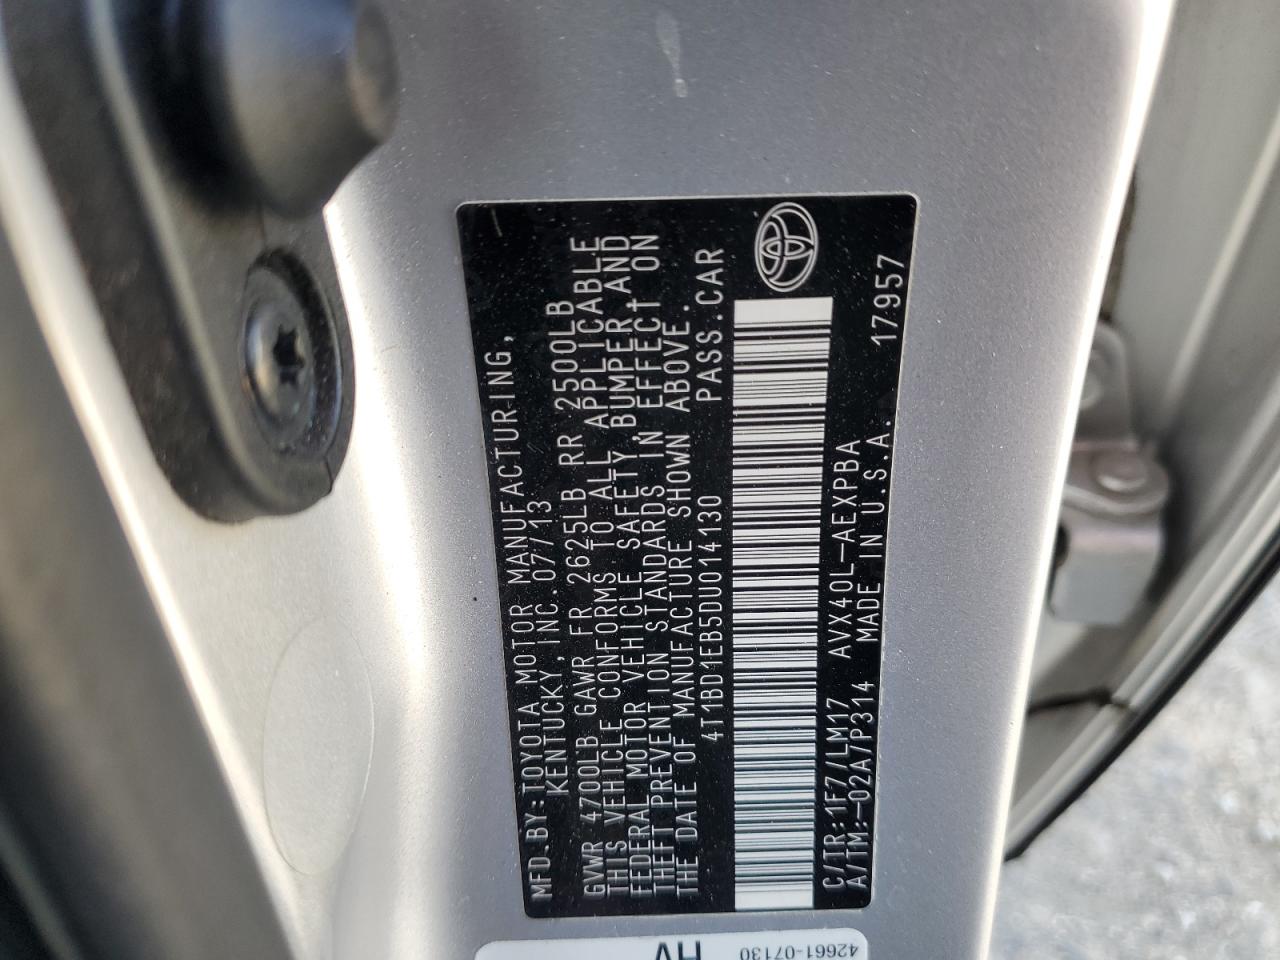 MFD.BY:TOYOTA MOTOR MANUFACTURING,
KENTUCKY,INC. 07/13
GVWR 4700LB GAWR FR 2625LB RR 2500LB
THIS VEHICLE CONFORMS TO ALL APPLICABLE
FEDERAL MOTOR VEHICLE SAFETY,BUMPER,AND
THEFT PREVENTION STANDARDS IN EFFECT ON
THE DATE OF MANUFACTURE SHOWN ABOVE.
4T1BD1EB5DU014130 PASS.CAR
C/TR:1F7/LM17 AVX40L-AEXPBA
A/TM:-02A/P314 MADE IN U.S.A. 17957
HV
42661-07130